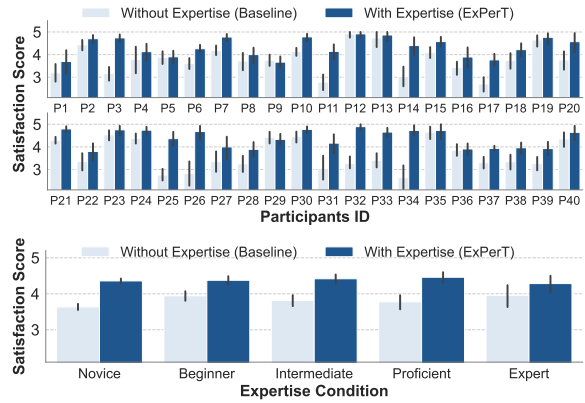 Without Expertise (Baseline) With Expertise (ExPerT)
Satisfaction Score
5
4
3
P1 P2 P3 P4 P5 P6 P7 P8 P9 P10 P11 P12 P13 P14 P15 P16 P17 P18 P19 P20
5
4
3
P21 P22 P23 P24 P25 P26 P27 P28 P29 P30 P31 P32 P33 P34 P35 P36 P37 P38 P39 P40
Participants ID
Without Expertise (Baseline) With Expertise (ExPerT)
Satisfaction Score
5
4
3
Novice Beginner Intermediate Proficient Expert
Expertise Condition